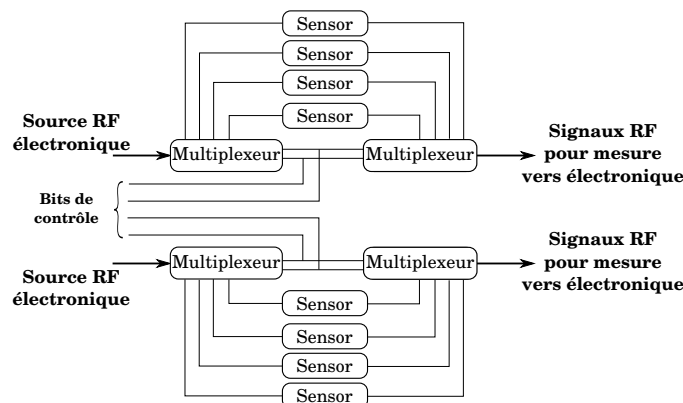 Sensor
Sensor
Sensor
Sensor
Source RF
électronique
Multiplexeur
Multiplexeur
Signaux RF
pour mesure
vers électronique
Bits de
contrôle
Source RF
électronique
Multiplexeur
Multiplexeur
Signaux RF
pour mesure
vers électronique
Sensor
Sensor
Sensor
Sensor